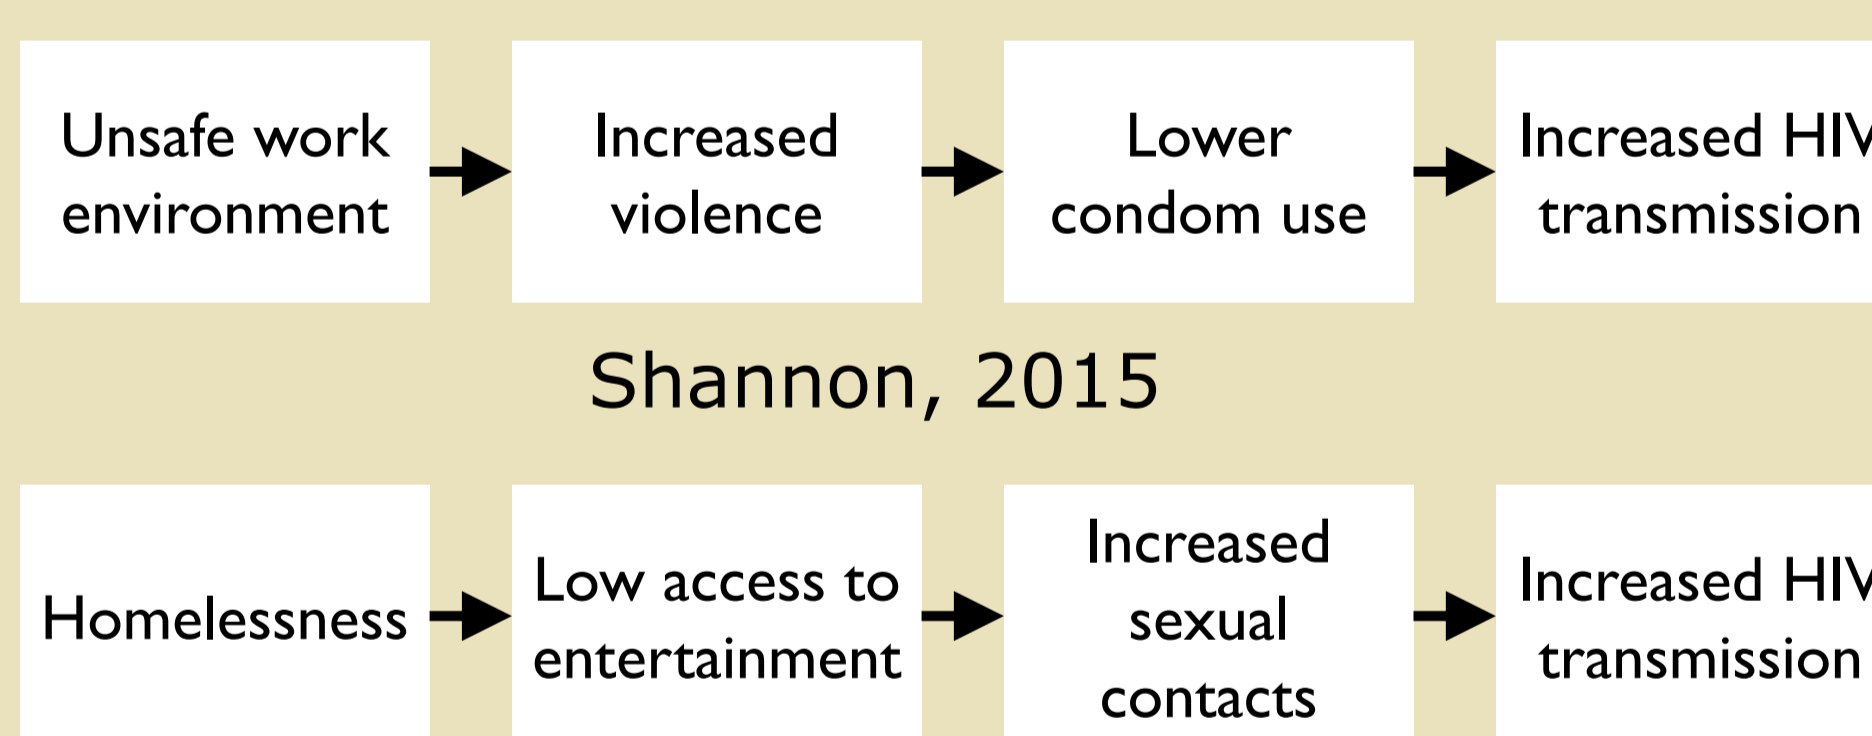 Unsafe work
environment
Increased
violence
Lower
condom use
Increased HIV
transmission
Shannon, 2015
Homelessness
Low access to
entertainment
Increased
sexual
contacts
Increased HIV
transmission